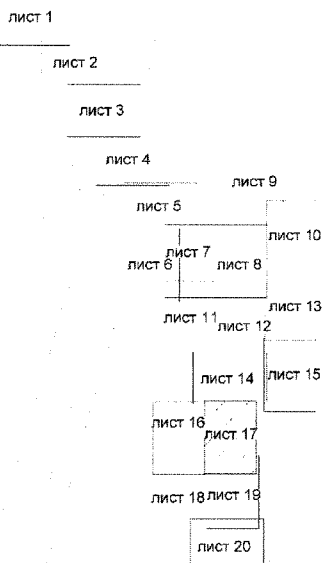 лист 1
лист 2
лист 3
лист 4
лист 9
лист 5
лист 10
лист 7
лист 6
лист 8
лист 13
лист 11
лист 12
лист 14
лист 15
лист 16
лист 17
лист 18
лист 19
лист 20